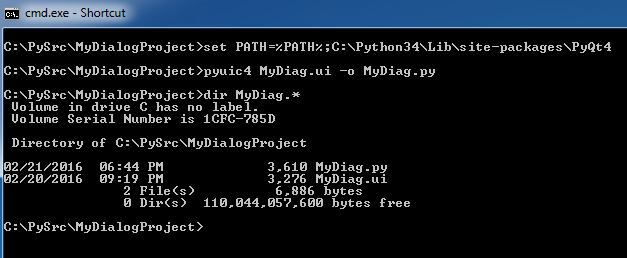 cmd.exe - Shortcut
C:\PySrc\MyDialogProject>set PATH=%PATH%;C:\Python34\Lib\site-packages\PyQt4
C:\PySrc\MyDialogProject>pyuic4 MyDiag.ui -o MyDiag.py
C:\PySrc\MyDialogProject>dir MyDiag.*
 Volume in drive C has no label.
 Volume Serial Number is 1CFC-785D
 Directory of C:\PySrc\MyDialogProject
02/21/2016  06:44 PM             3,610 MyDiag.py
02/20/2016  09:19 PM             3,276 MyDiag.ui
               2 File(s)          6,886 bytes
               0 Dir(s)  110,044,057,600 bytes free
C:\PySrc\MyDialogProject>